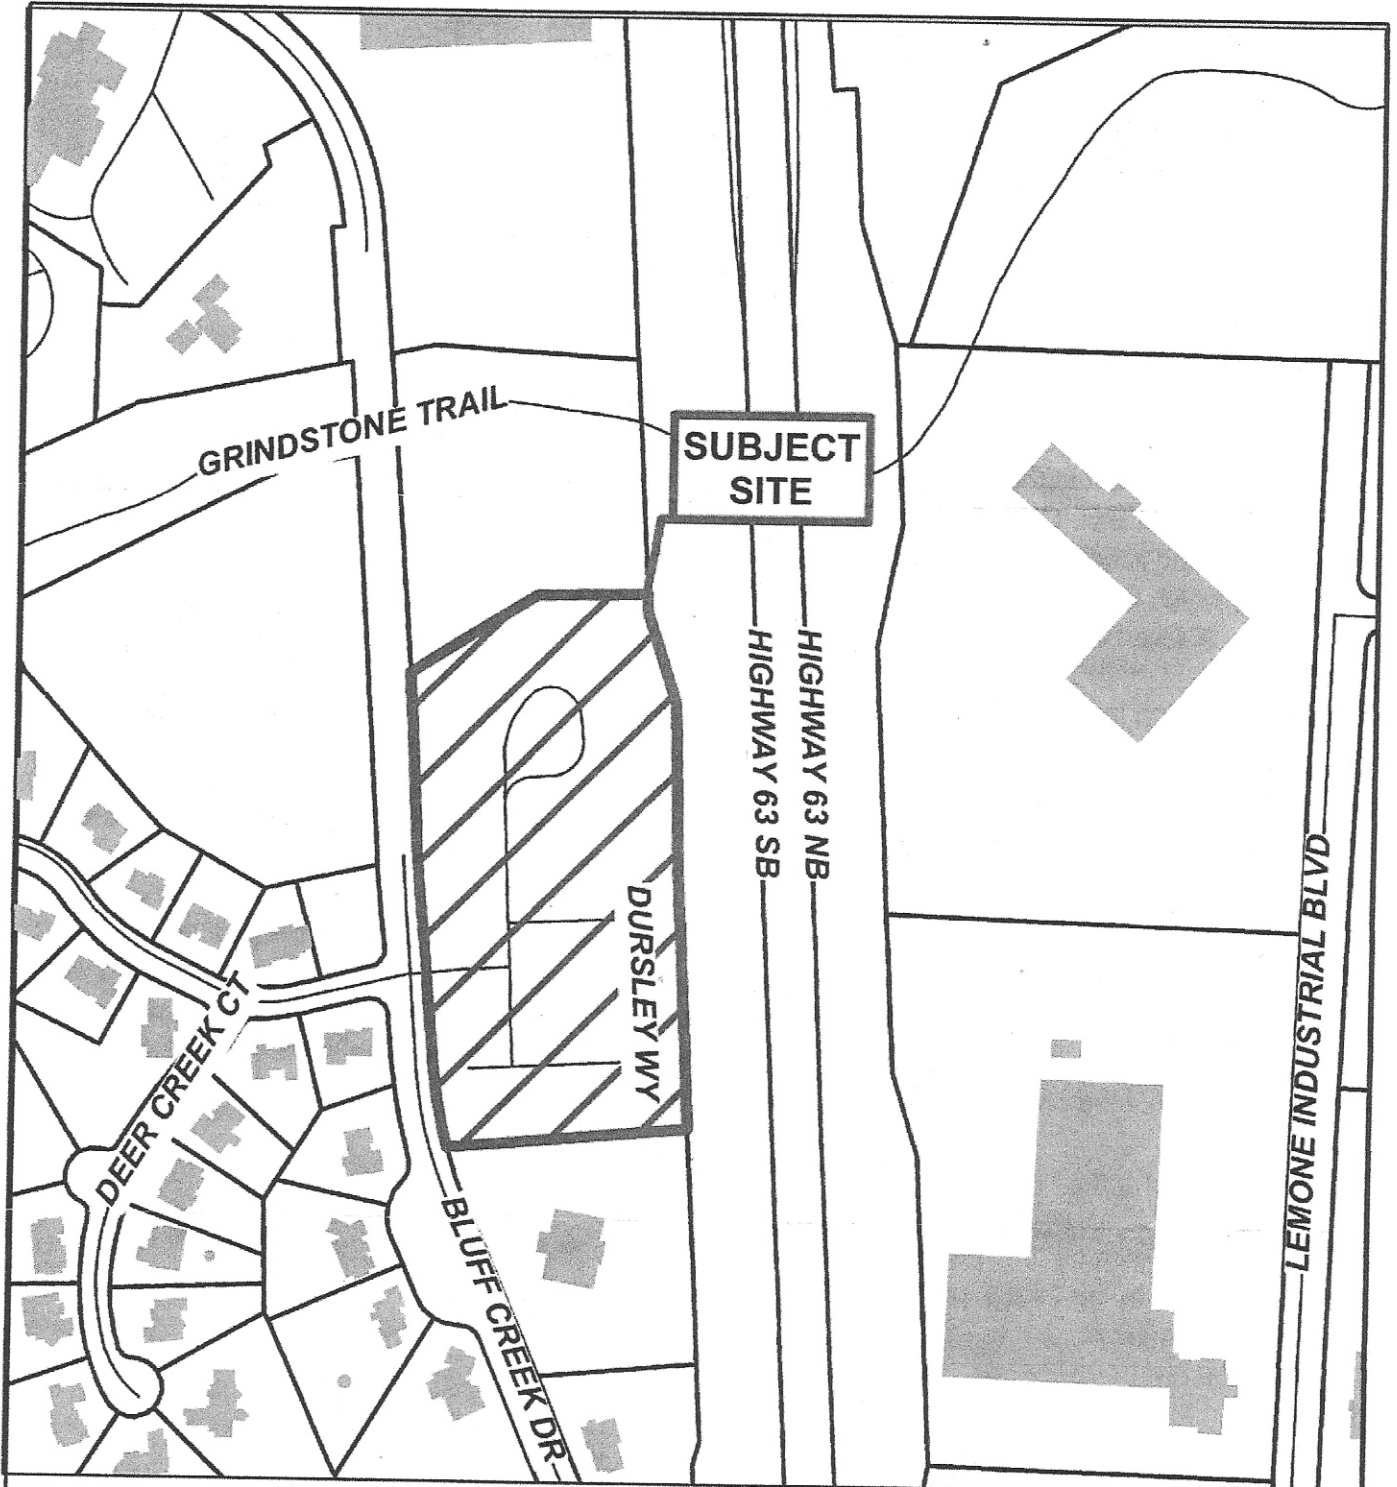 GRINDSTONE TRAIL
SUBJECT
SITE
HIGHWAY 63 SB
HIGHWAY 63 NB
DURSLEY WY
LEMONE INDUSTRIAL BLVD
DEER CREEK CT
BLUFF CREEK DR